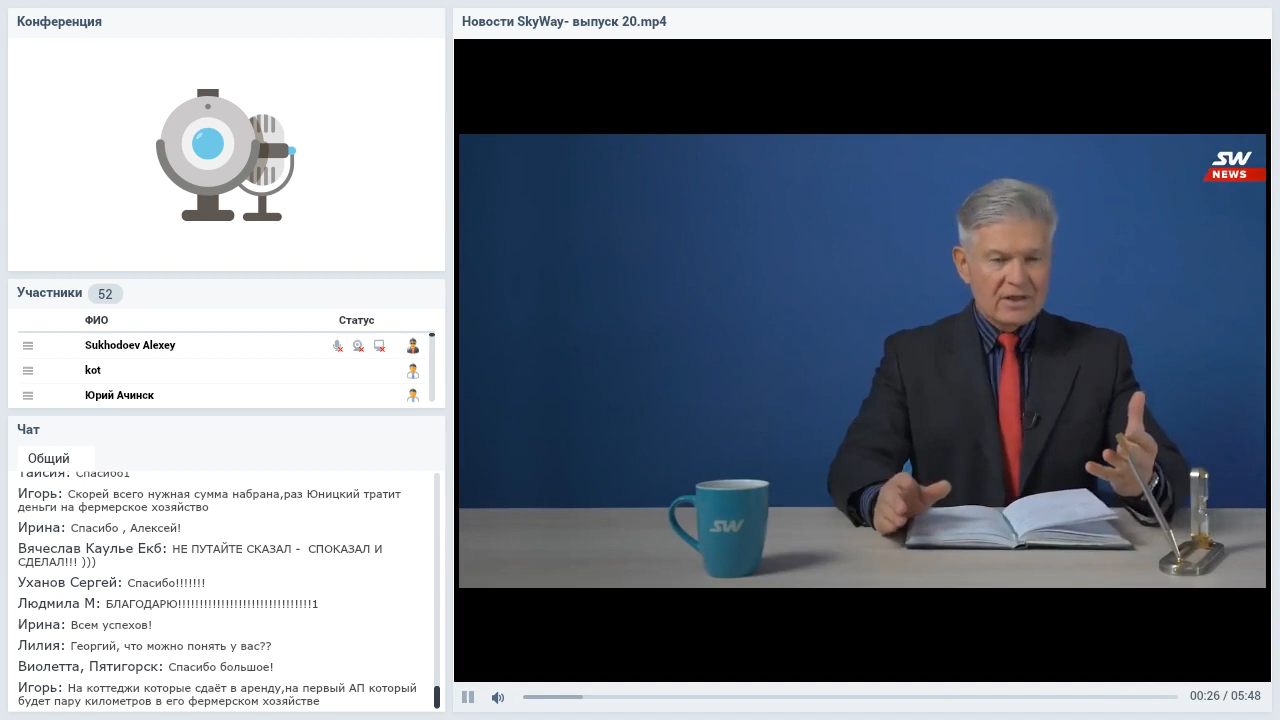 Конференция
Участники 52
ФИО Статус
Sukhodoev Alexey
kot
Юрий Ачинск
Чат
Общий
Таисия: Спасибо1
Игорь: Скорей всего нужная сумма набрана,раз Юницкий тратит
деньги на фермерское хозяйство
Ирина: Спасибо , Алексей!
Вячеслав Каулье Екб: НЕ ПУТАЙТЕ СКАЗАЛ - СПОКАЗАЛ И
СДЕЛАЛ!!! )))
Уханов Сергей: Спасибо!!!!!!!
Людмила М: БЛАГОДАРЮ!!!!!!!!!!!!!!!!!!!!!!!!!!!!!!!1
Ирина: Всем успехов!
Лилия: Георгий, что можно понять у вас??
Виолетта, Пятигорск: Спасибо большое!
Игорь: На коттеджи которые сдаёт в аренду,на первый АП который
будет пару километров в его фермерском хозяйстве
Новости SkyWay- выпуск 20.mp4
SW
NEWS
SW
00:26 / 05:48